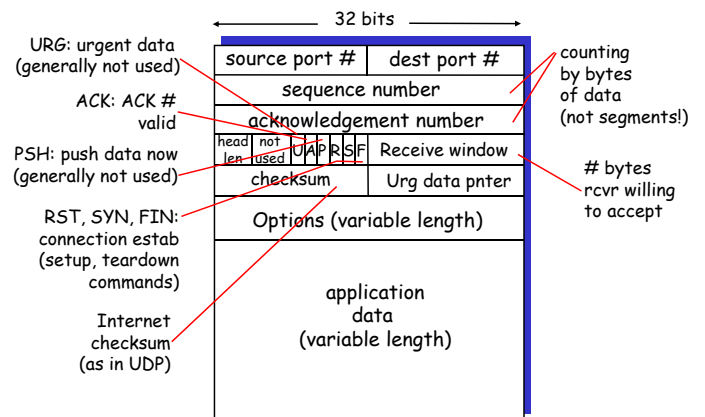 32 bits
URG: urgent data
(generally not used)
ACK: ACK #
valid
PSH: push data now
(generally not used)
RST, SYN, FIN:
connection estab
(setup, teardown
commands)
Internet
checksum
(as in UDP)
source port #
dest port #
sequence number
acknowledgement number
head
len
not
used
U A P R S F
Receive window
checksum
Urg data pnter
Options (variable length)
application
data
(variable length)
counting
by bytes
of data
(not segments!)
# bytes
rcvr willing
to accept